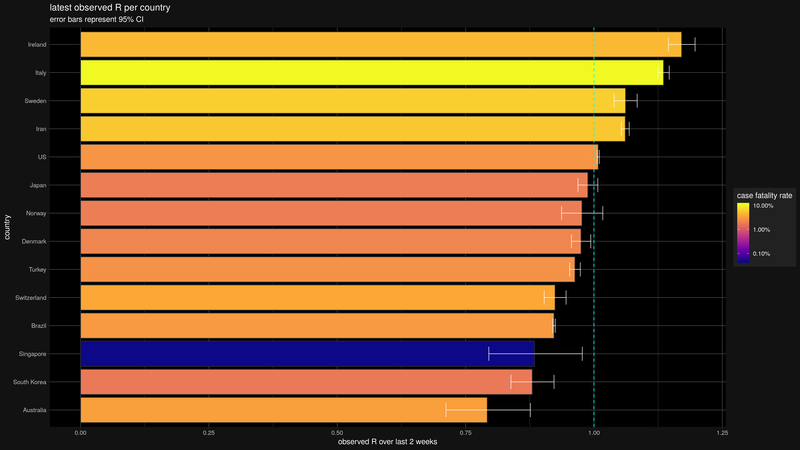 latest observed R per country
error bars represent 95% CI
country
Ireland
Italy
Sweden
Iran
US
Japan
Norway
Denmark
Turkey
Switzerland
Brazil
Singapore
South Korea
Australia
0.00 0.25 0.50 0.75 1.00 1.25
observed R over last 2 weeks
case fatality rate
10.00%
1.00%
0.10%